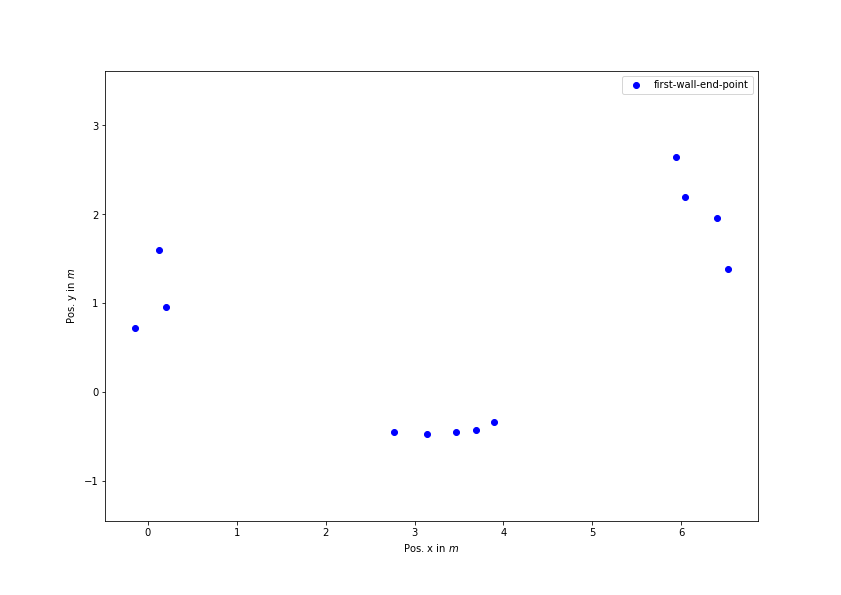 first-wall-end-point
3
2
1
0
−1
Pos. y in m
0 1 2 3 4 5 6
Pos. x in m